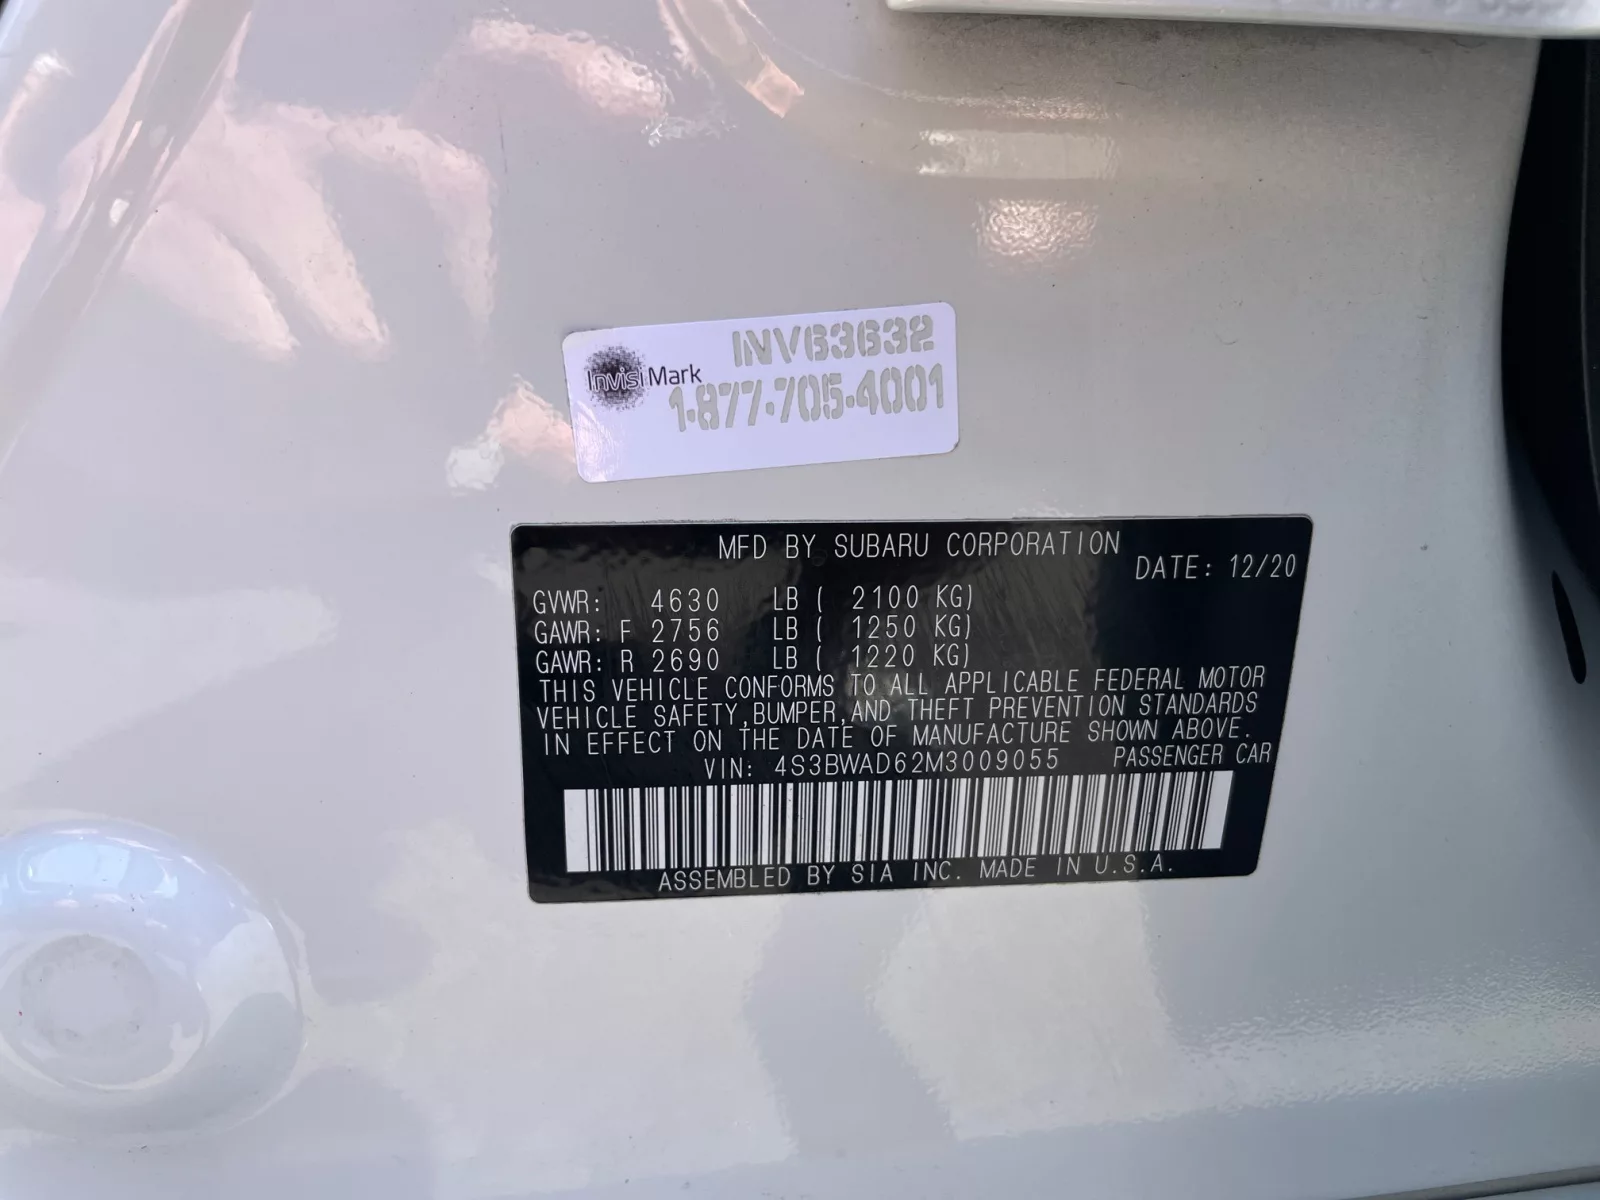 INV63632
InvisiMark
1-877-705-4001
MFD BY SUBARU CORPORATION
DATE: 12/20
GVWR: 4630 LB ( 2100 KG)
GAWR: F 2756 LB ( 1250 KG)
GAWR: R 2690 LB ( 1220 KG)
THIS VEHICLE CONFORMS TO ALL APPLICABLE FEDERAL MOTOR
VEHICLE SAFETY,BUMPER,AND THEFT PREVENTION STANDARDS
IN EFFECT ON THE DATE OF MANUFACTURE SHOWN ABOVE.
VIN: 4S3BWAD62M3009055 PASSENGER CAR
ASSEMBLED BY SIA INC. MADE IN U.S.A.